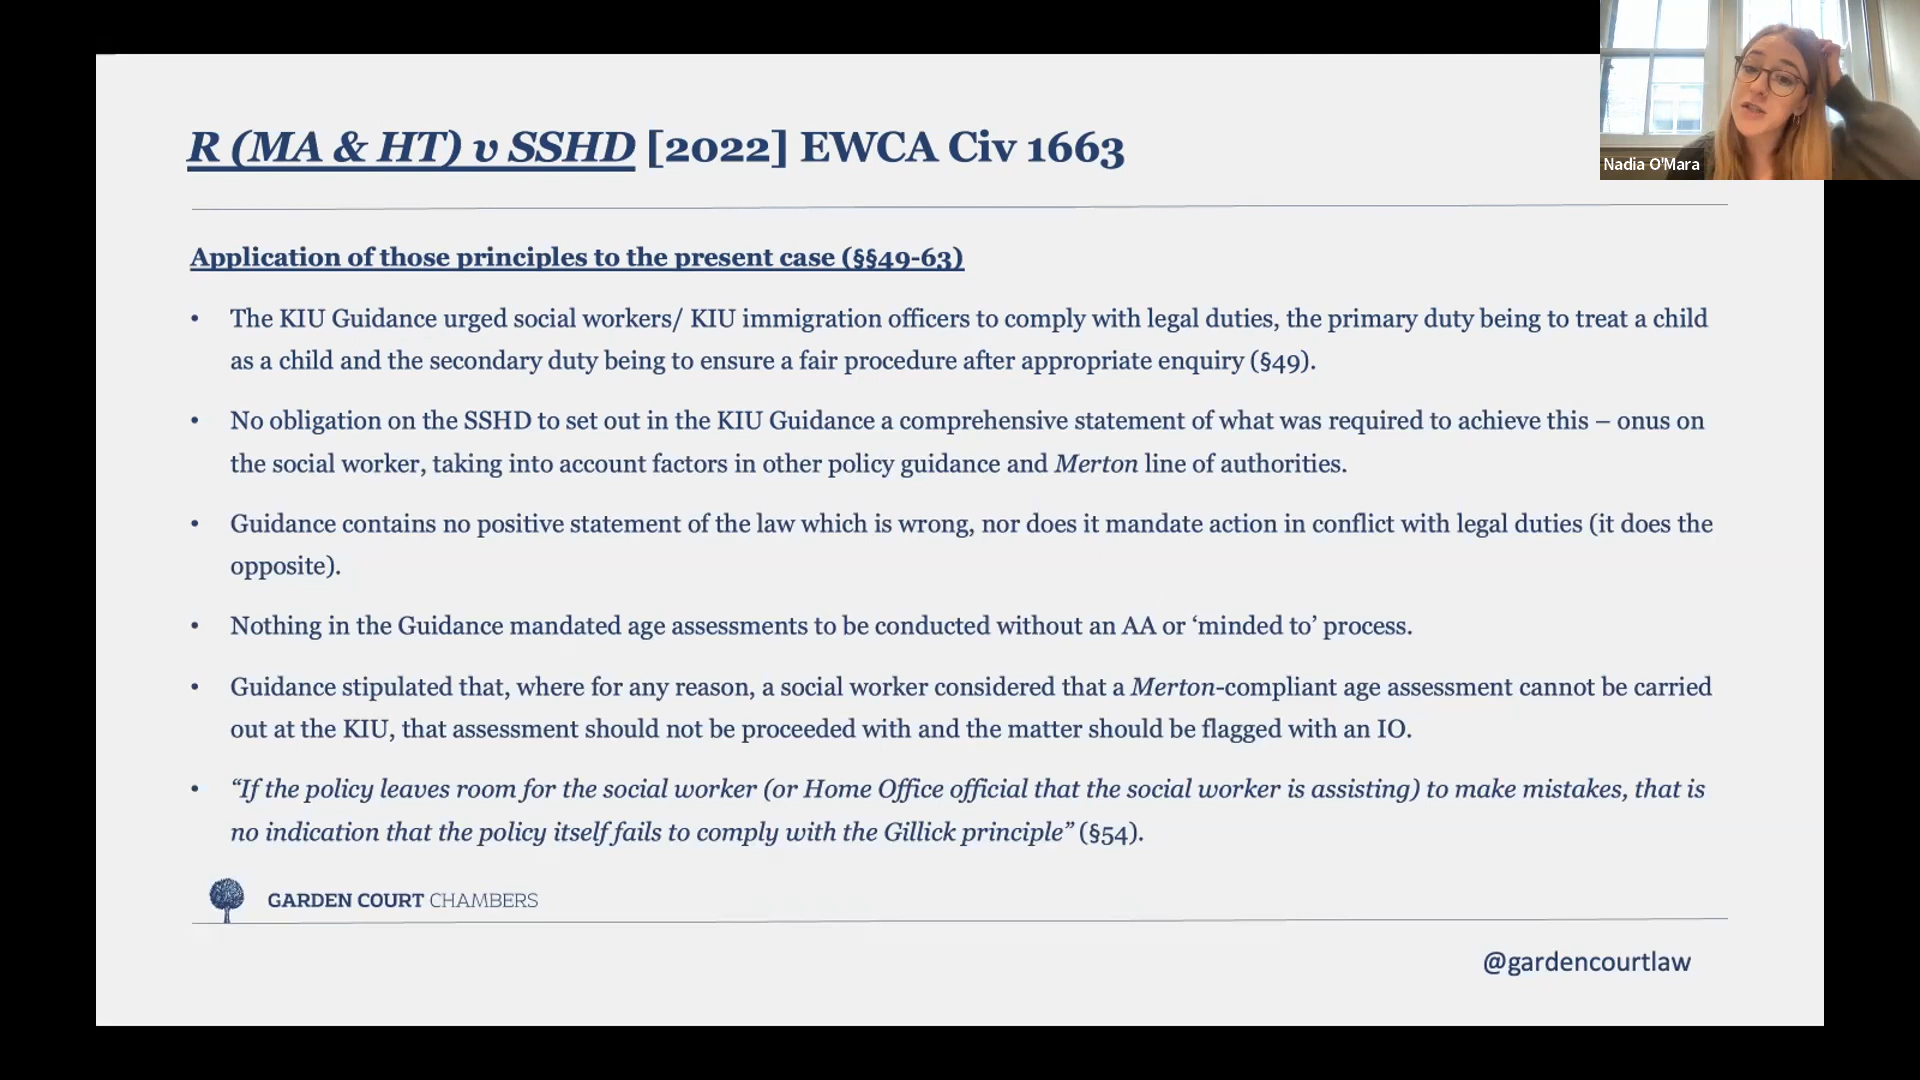 Nadia O'Mara
R (MA & HT) v SSHD [2022] EWCA Civ 1663
Application of those principles to the present case (§§49-63)
• The KIU Guidance urged social workers/ KIU immigration officers to comply with legal duties, the primary duty being to treat a child
as a child and the secondary duty being to ensure a fair procedure after appropriate enquiry (§49).
• No obligation on the SSHD to set out in the KIU Guidance a comprehensive statement of what was required to achieve this – onus on
the social worker, taking into account factors in other policy guidance and Merton line of authorities.
• Guidance contains no positive statement of the law which is wrong, nor does it mandate action in conflict with legal duties (it does the
opposite).
• Nothing in the Guidance mandated age assessments to be conducted without an AA or ‘minded to’ process.
• Guidance stipulated that, where for any reason, a social worker considered that a Merton-compliant age assessment cannot be carried
out at the KIU, that assessment should not be proceeded with and the matter should be flagged with an IO.
• “If the policy leaves room for the social worker (or Home Office official that the social worker is assisting) to make mistakes, that is
no indication that the policy itself fails to comply with the Gillick principle” (§54).
GARDEN COURT CHAMBERS
@gardencourtlaw